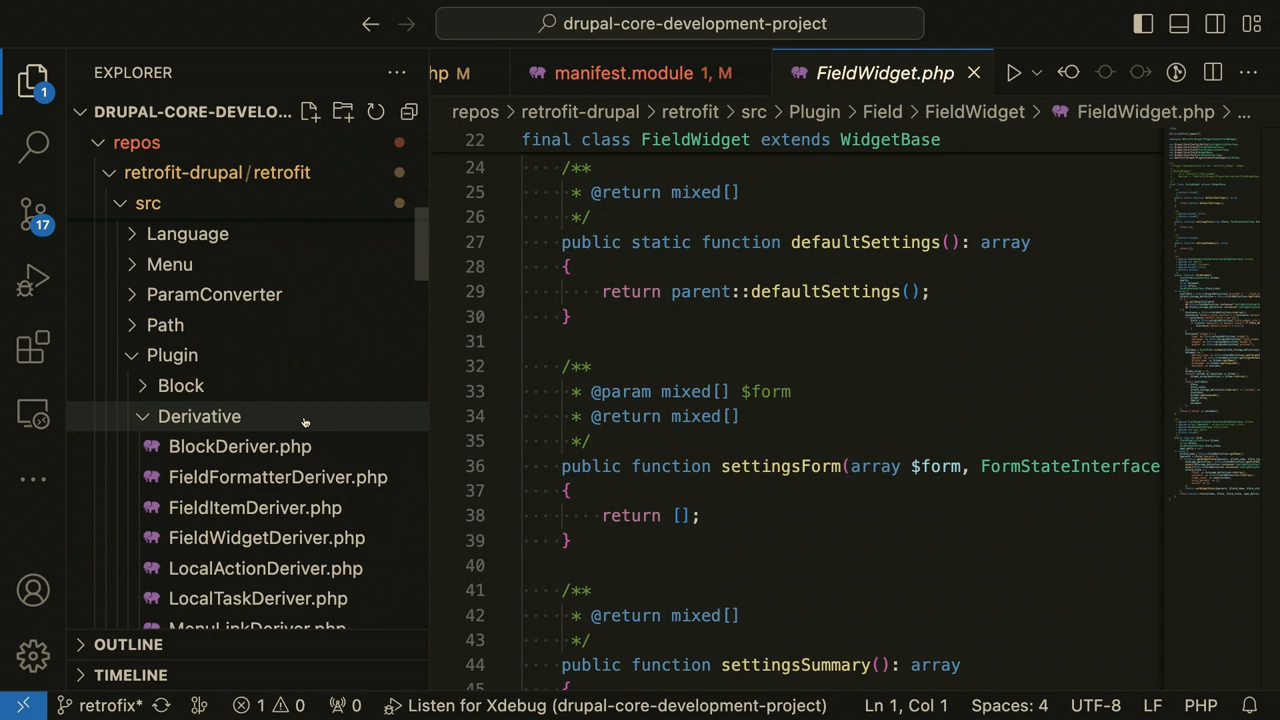 drupal-core-development-project
EXPLORER
DRUPAL-CORE-DEVELO...
repos
retrofit-drupal / retrofit
src
Language
Menu
ParamConverter
Path
Plugin
Block
Derivative
BlockDeriver.php
FieldFormatterDeriver.php
FieldItemDeriver.php
FieldWidgetDeriver.php
LocalActionDeriver.php
LocalTaskDeriver.php
MenuLinkDeriver.php
OUTLINE
TIMELINE
1
17
hp M
manifest.module 1, M
FieldWidget.php
repos > retrofit-drupal > retrofit > src > Plugin > Field > FieldWidget > FieldWidget.php > ...
22 final class FieldWidget extends WidgetBase
/**
25 * @return mixed[]
26 */
27 public static function defaultSettings(): array
28 {
29 return parent::defaultSettings();
30 }
31
32 /**
33 * @param mixed[] $form
34 * @return mixed[]
35 */
36 public function settingsForm(array $form, FormStateInterface
37 {
38 return [];
39 }
40
41 /**
42 * @return mixed[]
43 */
44 public function settingsSummary(): array
45 {
retrofix* 1 0 0 Listen for Xdebug (drupal-core-development-project) Ln 1, Col 1 Spaces: 4 UTF-8 LF PHP